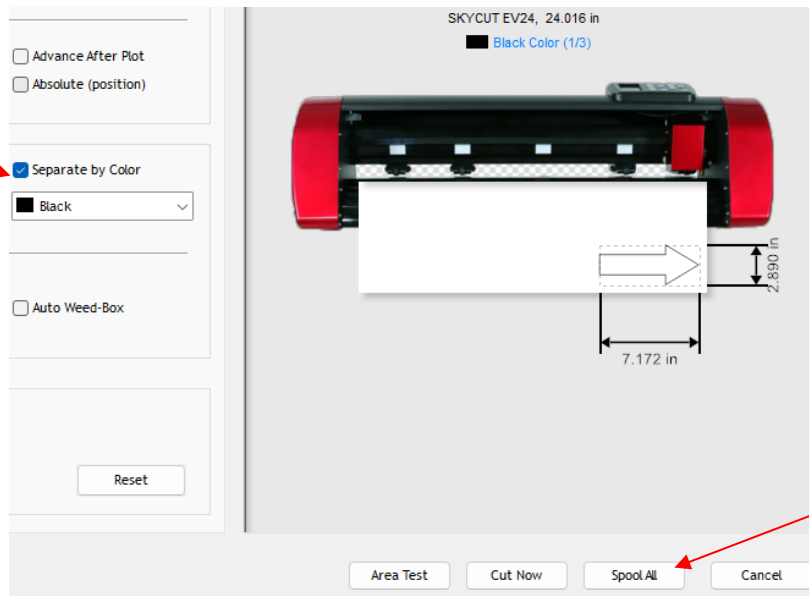 SKYCUT EV24, 24.016 in
Black Color (1/3)
Advance After Plot
Absolute (position)
Separate by Color
Black
Auto Weed-Box
2.890 in
7.172 in
Reset
Area Test
Cut Now
Spool All
Cancel